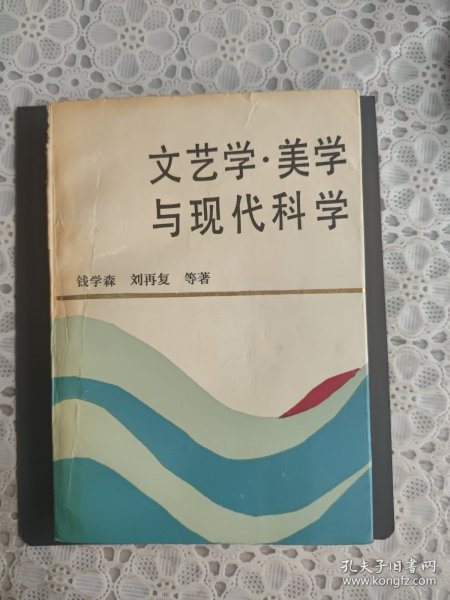 文艺学·美学
与现代科学
钱学森 刘再复 等著
孔夫子旧书网
www.kongfz.com